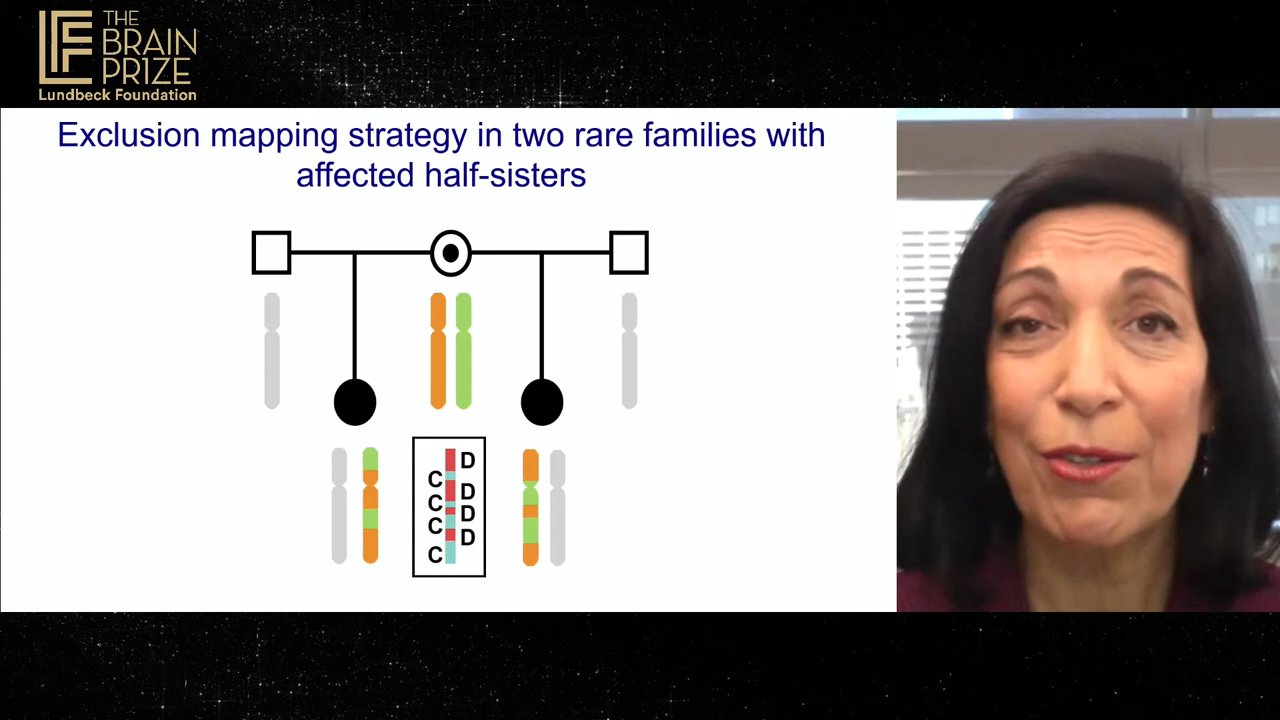 THE
BRAIN
PRIZE
Lundbeck Foundation
Exclusion mapping strategy in two rare families with
affected half-sisters
D
C
D
C
D
C
D
C